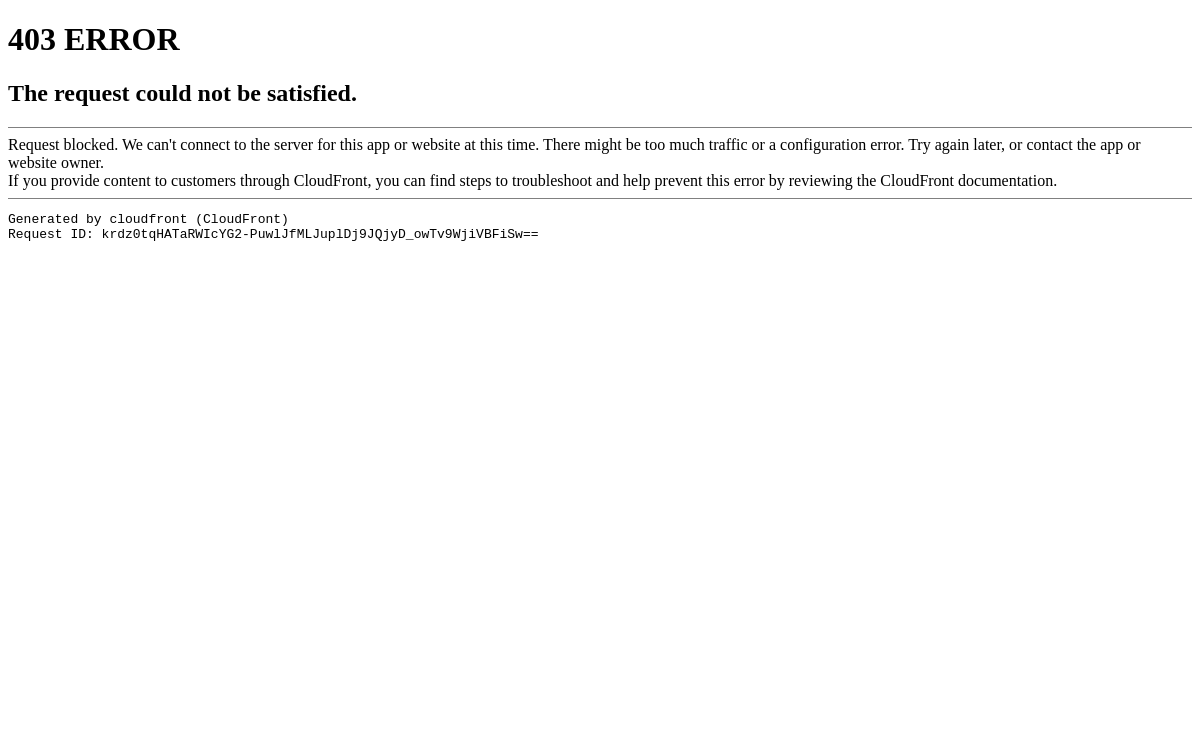 403 ERROR
The request could not be satisfied.
Request blocked. We can't connect to the server for this app or website at this time. There might be too much traffic or a configuration error. Try again later, or contact the app or
website owner.
If you provide content to customers through CloudFront, you can find steps to troubleshoot and help prevent this error by reviewing the CloudFront documentation.
Generated by cloudfront (CloudFront)
Request ID: krdz0tqHATaRWIcYG2-PuwlJfMLJuplDj9JQjyD_owTv9WjiVBFiSw==